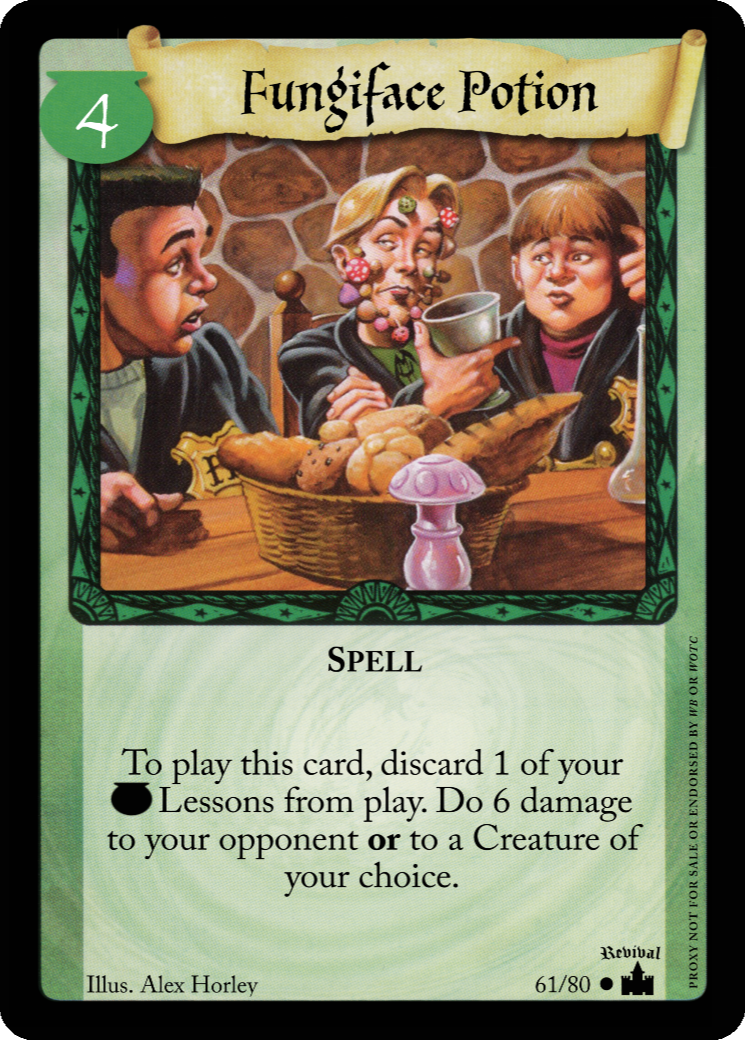 4
Fungiface Potion
H
SPELL
To play this card, discard 1 of your
Lessons from play. Do 6 damage
to your opponent or to a Creature of
your choice.
PROXY NOT FOR SALE OR ENDORSED BY WB OR WOTC
Revival
Illus. Alex Horley
61/80